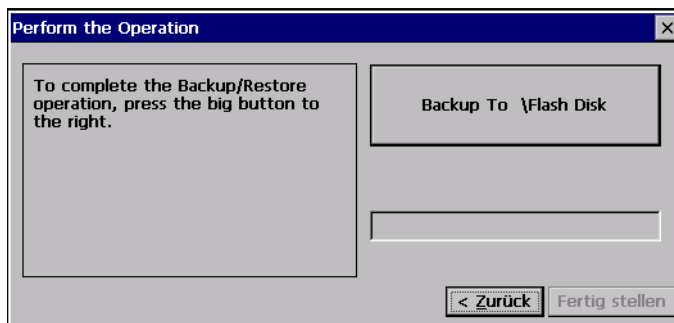 Perform the Operation
To complete the Backup/Restore
operation, press the big button to
the right.
Backup To \Flash Disk
< Zurück
Fertig stellen